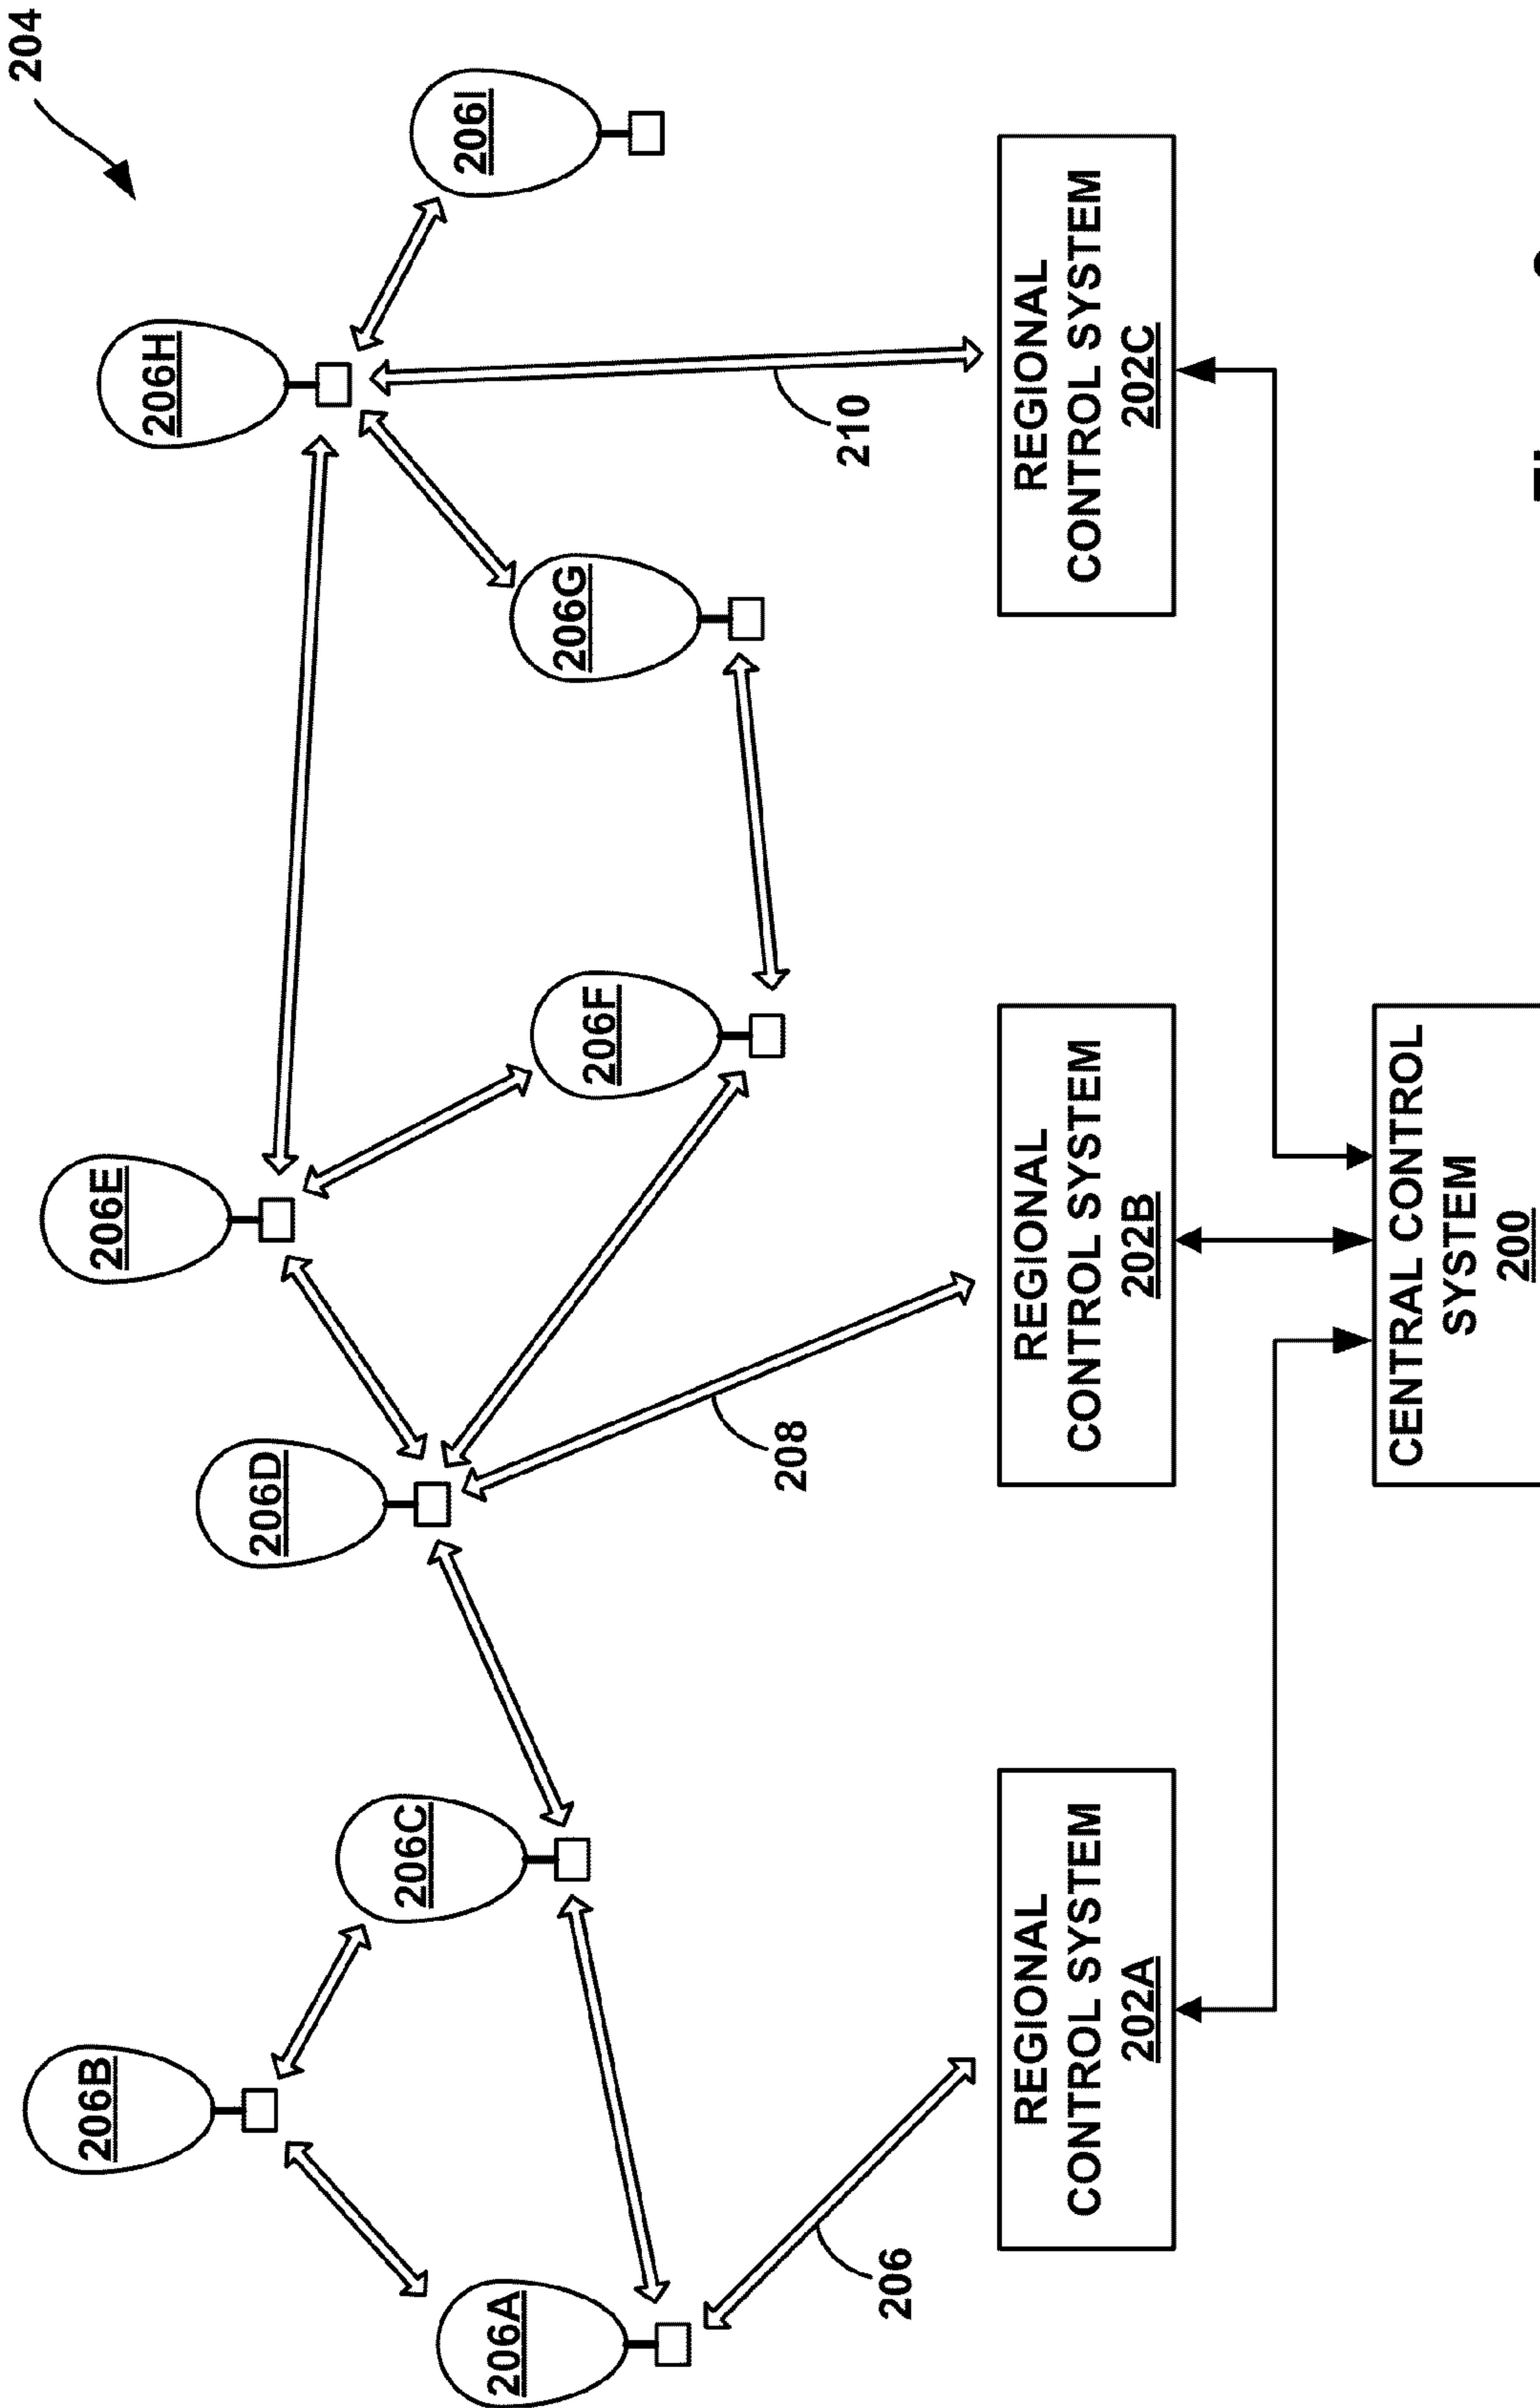 204
206B
206E
206H
206D
206C
206I
206A
206F
206G
206
208
210
REGIONAL
CONTROL SYSTEM
202A
REGIONAL
CONTROL SYSTEM
202B
REGIONAL
CONTROL SYSTEM
202C
CENTRAL CONTROL
SYSTEM
200